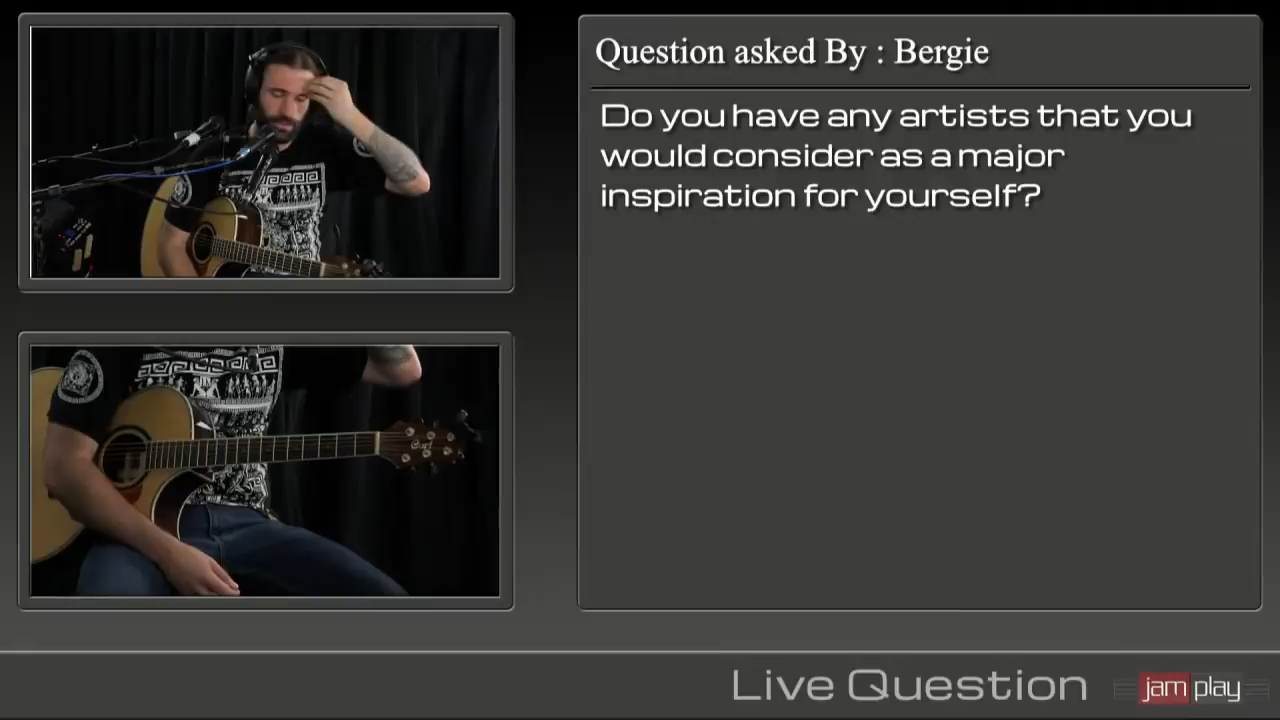 Question asked By : Bergie
Do you have any artists that you
would consider as a major
inspiration for yourself?
Cort
Live Question
jam play